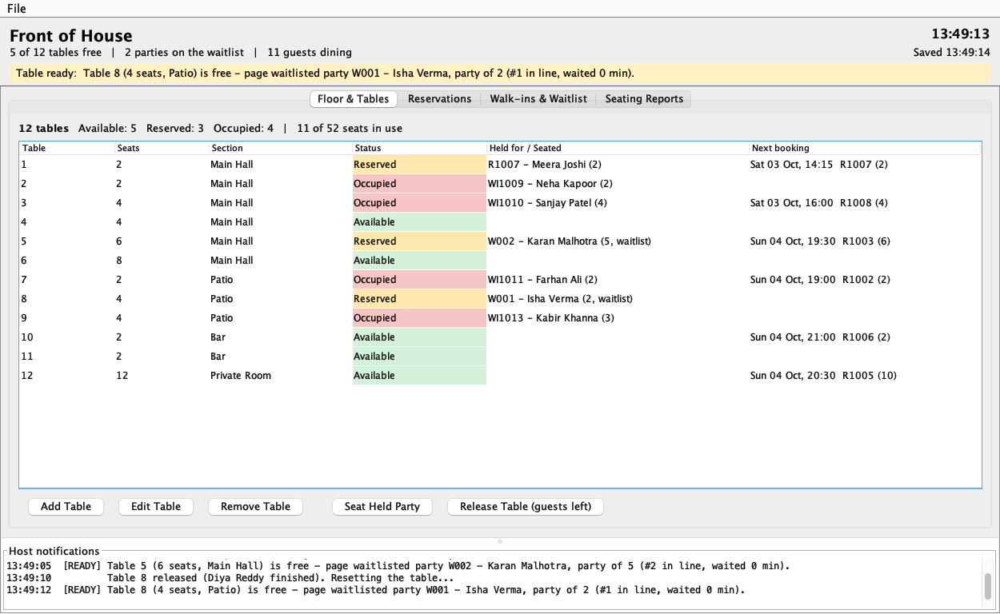 File
Front of House 13:49:13
5 of 12 tables free | 2 parties on the waitlist | 11 guests dining Saved 13:49:14
Table ready: Table 8 (4 seats, Patio) is free – page waitlisted party W001 – Isha Verma, party of 2 (#1 in line, waited 0 min).
Floor & Tables Reservations Walk-ins & Waitlist Seating Reports
12 tables Available: 5 Reserved: 3 Occupied: 4 | 11 of 52 seats in use
Table Seats Section Status Held for / Seated Next booking
1 2 Main Hall Reserved R1007 – Meera Joshi (2) Sat 03 Oct, 14:15 R1007 (2)
2 2 Main Hall Occupied WI1009 – Neha Kapoor (2)
3 4 Main Hall Occupied WI1010 – Sanjay Patel (4) Sat 03 Oct, 16:00 R1008 (4)
4 4 Main Hall Available
5 6 Main Hall Reserved W002 – Karan Malhotra (5, waitlist) Sun 04 Oct, 19:30 R1003 (6)
6 8 Main Hall Available
7 2 Patio Occupied WI1011 – Farhan Ali (2) Sun 04 Oct, 19:00 R1002 (2)
8 4 Patio Reserved W001 – Isha Verma (2, waitlist)
9 4 Patio Occupied WI1013 – Kabir Khanna (3)
10 2 Bar Available Sun 04 Oct, 21:00 R1006 (2)
11 2 Bar Available
12 12 Private Room Available Sun 04 Oct, 20:30 R1005 (10)
Add Table Edit Table Remove Table Seat Held Party Release Table (guests left)
Host notifications
13:49:05 [READY] Table 5 (6 seats, Main Hall) is free – page waitlisted party W002 – Karan Malhotra, party of 5 (#2 in line, waited 0 min).
13:49:10 Table 8 released (Diya Reddy finished). Resetting the table...
13:49:12 [READY] Table 8 (4 seats, Patio) is free – page waitlisted party W001 – Isha Verma, party of 2 (#1 in line, waited 0 min).